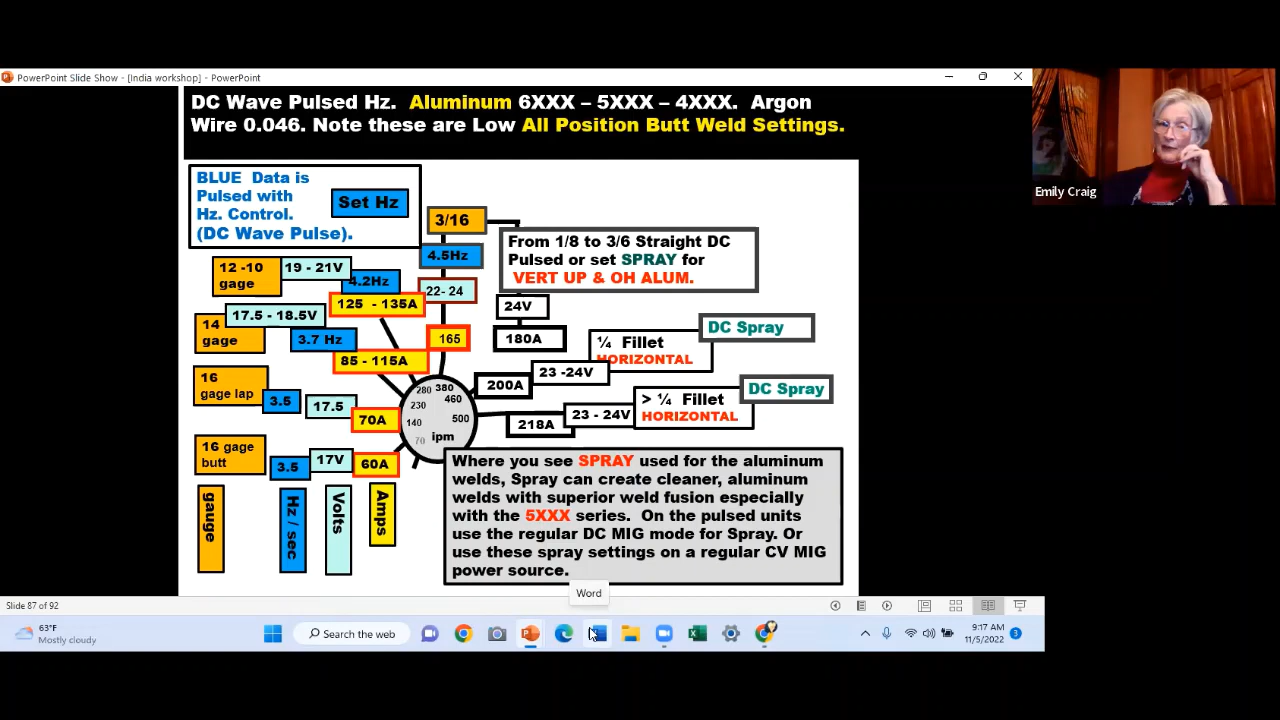 PowerPoint Slide Show - [India workshop] - PowerPoint
DC Wave Pulsed Hz. Aluminum 6XXX – 5XXX – 4XXX. Argon
Wire 0.046. Note these are Low All Position Butt Weld Settings.
Emily Craig
BLUE Data is
Pulsed with
Hz. Control.
(DC Wave Pulse).
Set Hz
3/16
4.5Hz
22- 24
165
From 1/8 to 3/6 Straight DC
Pulsed or set SPRAY for
VERT UP & OH ALUM.
24V
180A
12 -10
gage
19 - 21V
4.2Hz
125 - 135A
14
gage
17.5 - 18.5V
3.7 Hz
85 - 115A
¼ Fillet
HORIZONTAL
DC Spray
23 -24V
200A
16
gage lap
3.5
17.5
70A
> ¼ Fillet
HORIZONTAL
DC Spray
23 - 24V
218A
16 gage
butt
3.5
17V
60A
280 380
460
230
500
140
ipm
70
gauge
Hz / sec
Volts
Amps
Where you see SPRAY used for the aluminum
welds, Spray can create cleaner, aluminum
welds with superior weld fusion especially
with the 5XXX series. On the pulsed units
use the regular DC MIG mode for Spray. Or
use these spray settings on a regular CV MIG
power source.
Word
Slide 87 of 92
63°F
Mostly cloudy
Search the web
9:17 AM
11/5/2022
3